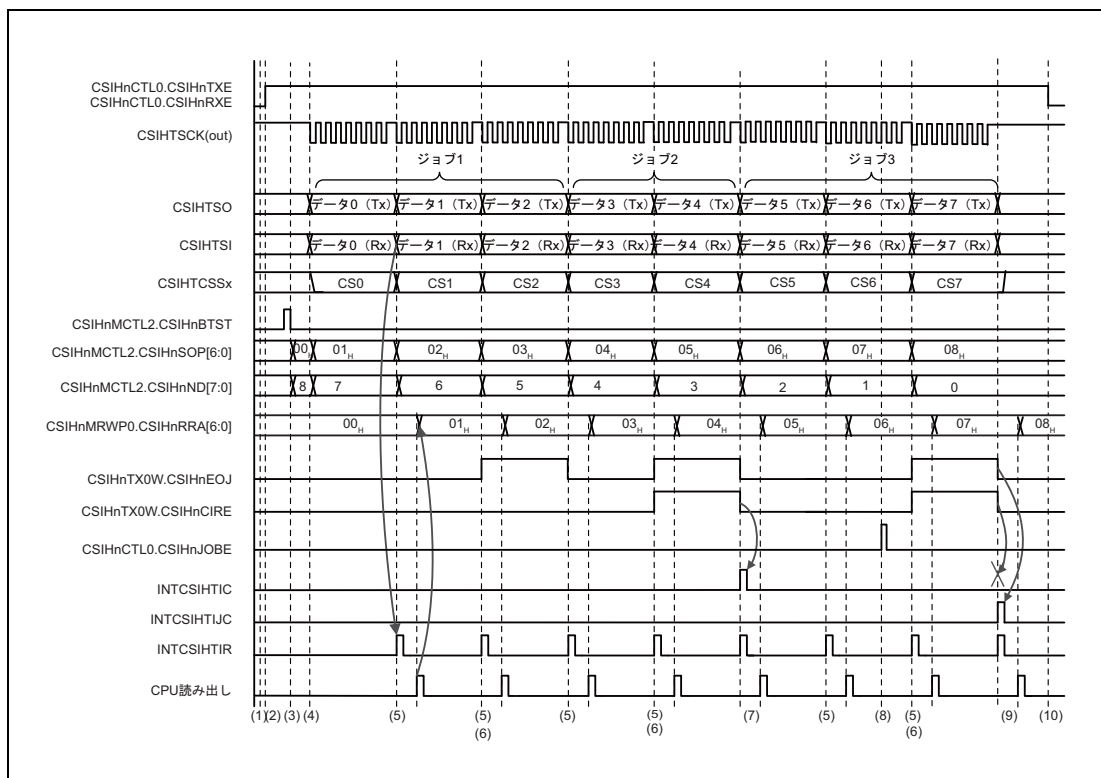 CSIHnCTL0.CSIHnTXE
CSIHnCTL0.CSIHnRXE
CSIHTSCK(out)
ジョブ1 ジョブ2 ジョブ3
CSIHTSO データ0（Tx） データ1（Tx） データ2（Tx） データ3（Tx） データ4（Tx） データ5（Tx） データ6（Tx） データ7（Tx）
CSIHTSI データ0（Rx） データ1（Rx） データ2（Rx） データ3（Rx） データ4（Rx） データ5（Rx） データ6（Rx） データ7（Rx）
CSIHTCSSx CS0 CS1 CS2 CS3 CS4 CS5 CS6 CS7
CSIHnMCTL2.CSIHnBTST
CSIHnMCTL2.CSIHnSOP[6:0] 00H 01H 02H 03H 04H 05H 06H 07H 08H
CSIHnMCTL2.CSIHnND[7:0] 8 7 6 5 4 3 2 1 0
CSIHnMRWP0.CSIHnRRA[6:0] 00H 01H 02H 03H 04H 05H 06H 07H 08H
CSIHnTX0W.CSIHnEOJ
CSIHnTX0W.CSIHnCIRE
CSIHnCTL0.CSIHnJOBE
INTCSIHTIC
INTCSIHTIJC
INTCSIHTIR
CPU読み出し
(1) (2) (3) (4) (5) (5) (5) (5) (7) (5) (8) (5) (9) (10)
(6) (6) (6)